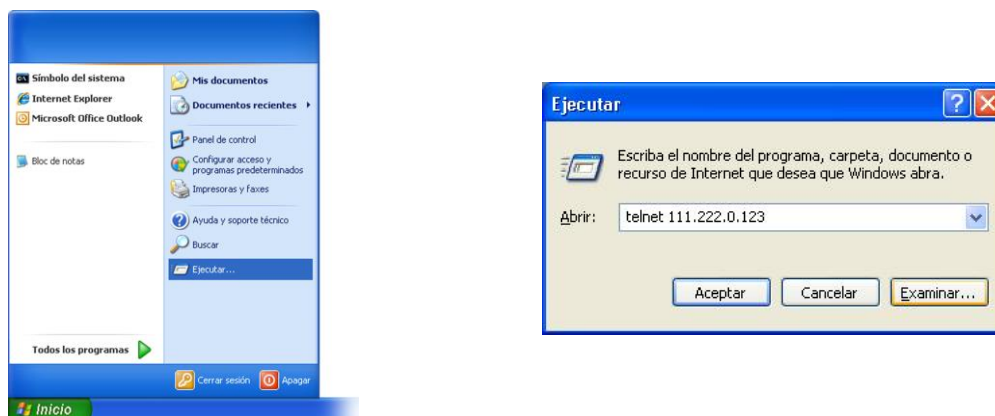 Símbolo del sistema
Internet Explorer
Microsoft Office Outlook
Bloc de notas
Todos los programas
Mis documentos
Documentos recientes
Panel de control
Configurar acceso y
programas predeterminados
Impresoras y faxes
Ayuda y soporte técnico
Buscar
Ejecutar...
Cerrar sesión
Apagar
Inicio
Ejecutar
Escriba el nombre del programa, carpeta, documento o
recurso de Internet que desea que Windows abra.
Abrir:
telnet 111.222.0.123
Aceptar
Cancelar
Examinar...